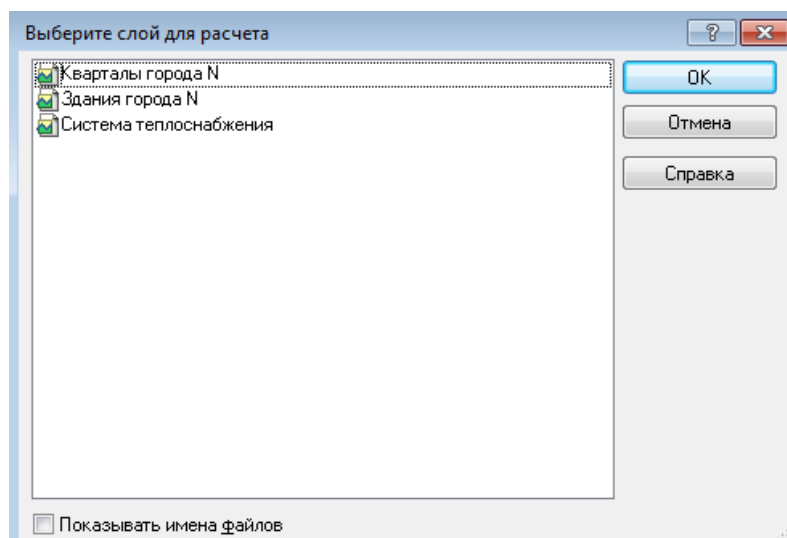 Выберите слой для расчета
Кварталы города N
Здания города N
Система теплоснабжения
OK
Отмена
Справка
Показывать имена файлов